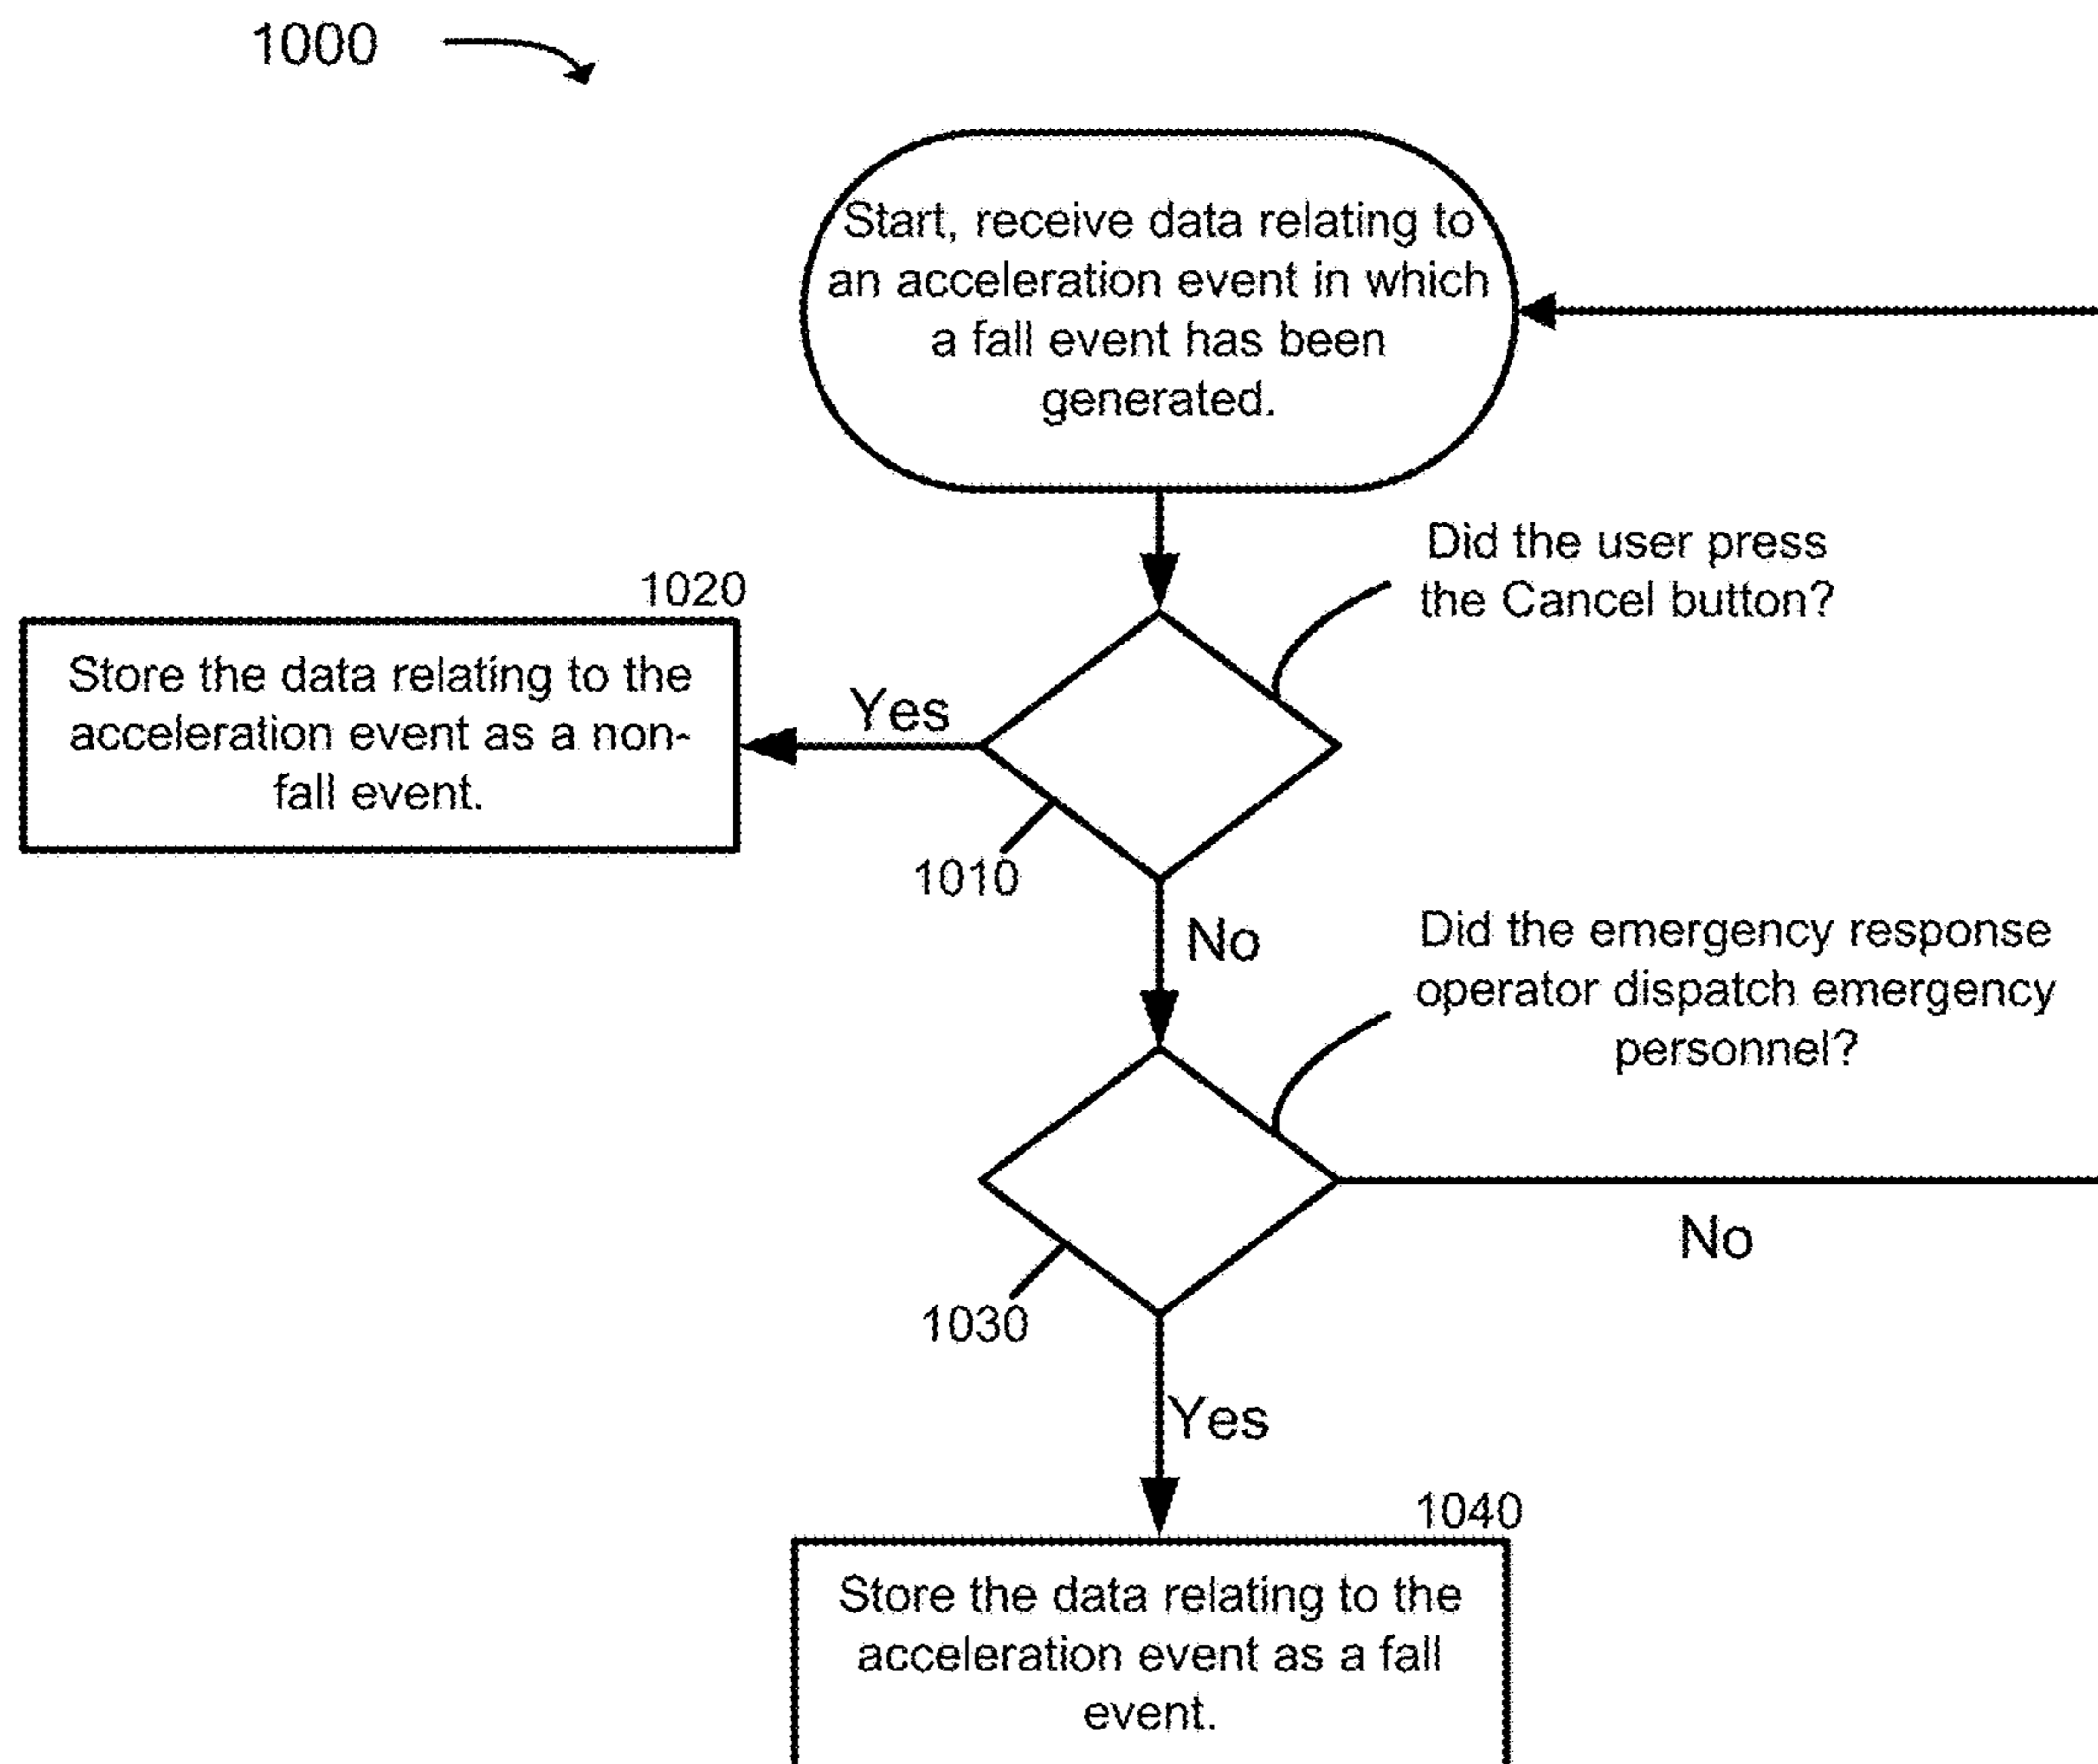 1000
Start, receive data relating to
an acceleration event in which
a fall event has been
generated.
Did the user press
the Cancel button?
1020
Store the data relating to the
acceleration event as a non-
fall event.
Yes
1010
No
Did the emergency response
operator dispatch emergency
personnel?
No
1030
Yes
1040
Store the data relating to the
acceleration event as a fall
event.